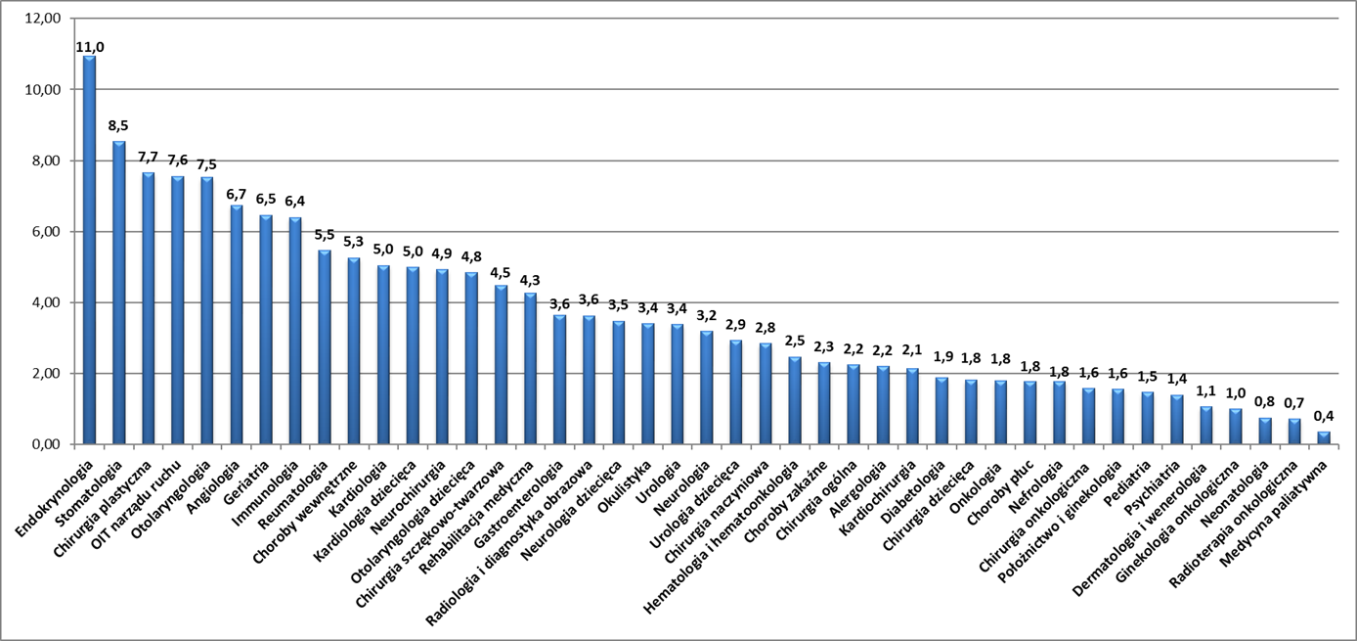 12,00
10,00
8,00
6,00
4,00
2,00
0,00
11,0
8,5
7,7
7,6
7,5
6,7
6,5
6,4
5,5
5,3
5,0
5,0
4,9
4,8
4,5
4,3
3,6
3,6
3,5
3,4
3,4
3,2
2,9
2,8
2,5
2,3
2,2
2,2
2,1
1,9
1,8
1,8
1,8
1,8
1,6
1,6
1,5
1,4
1,1
1,0
0,8
0,7
0,4
Endokrynologia
Stomatologia
Chirurgia plastyczna
OIT narządu ruchu
Otolaryngologia
Angiologia
Geriatria
Immunologia
Reumatologia
Choroby wewnętrzne
Kardiologia
Kardiologia dziecięca
Neurochirurgia
Otolaryngologia dziecięca
Chirurgia szczękowo-twarzowa
Rehabilitacja medyczna
Gastroenterologia
Radiologia i diagnostyka obrazowa
Neurologia dziecięca
Okulistyka
Urologia
Neurologia
Urologia dziecięca
Chirurgia naczyniowa
Hematologia i hematoonkologia
Choroby zakaźne
Chirurgia ogólna
Alergologia
Kardiochirurgia
Diabetologia
Chirurgia dziecięca
Onkologia
Choroby płuc
Nefrologia
Chirurgia onkologiczna
Położnictwo i ginekologia
Pediatria
Psychiatria
Dermatologia i wenerologia
Ginekologia onkologiczna
Neonatologia
Radioterapia onkologiczna
Medycyna paliatywna